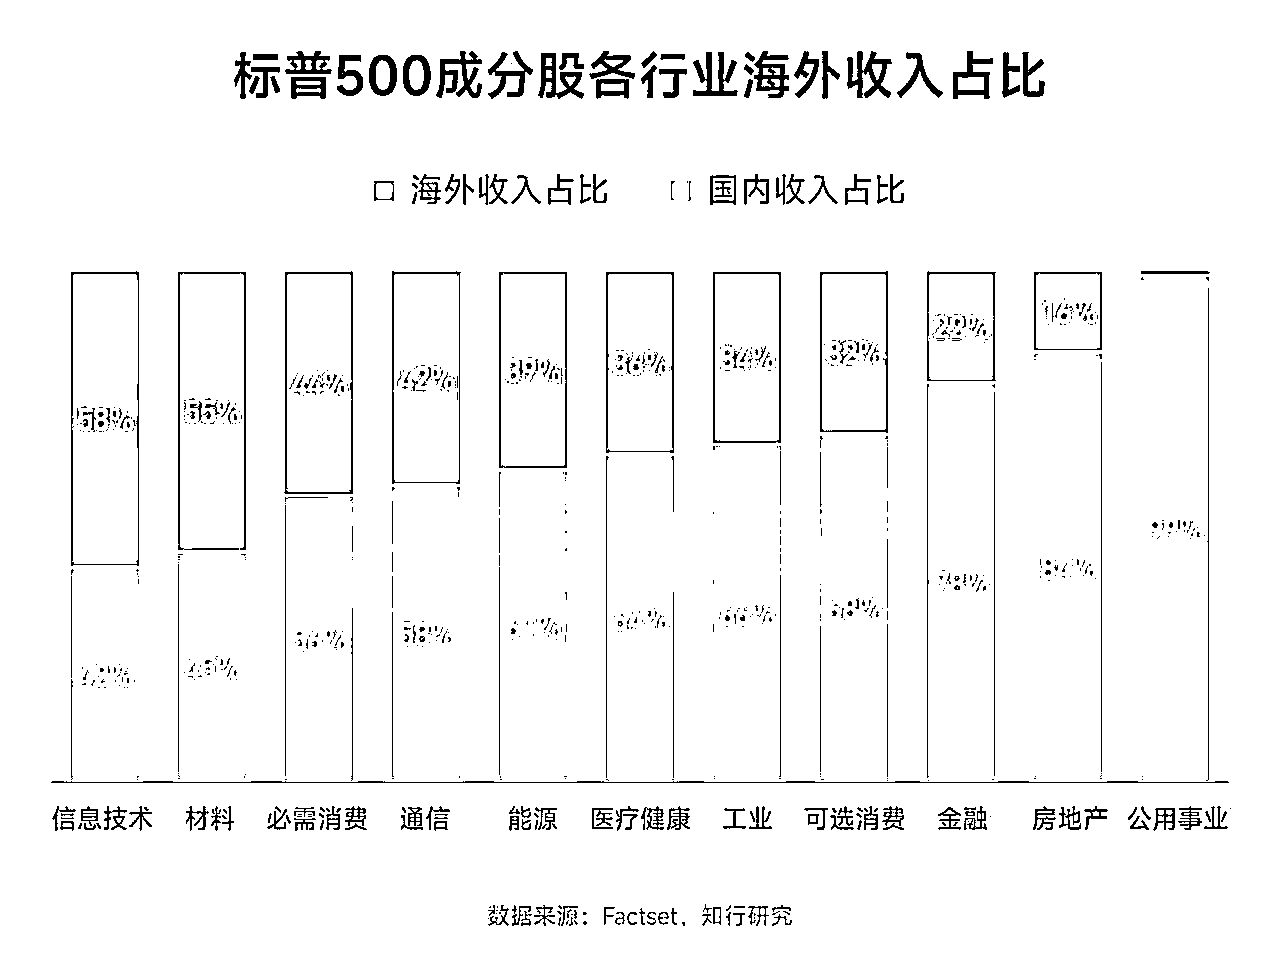 标普500成分股各行业海外收入占比
海外收入占比 国内收入占比
58% 55% 44% 42% 39% 36% 34% 32% 22% 16%
42% 45% 56% 58% 61% 64% 66% 68% 78% 84% 99%
信息技术 材料 必需消费 通信 能源 医疗健康 工业 可选消费 金融 房地产 公用事业
数据来源：Factset，知行研究